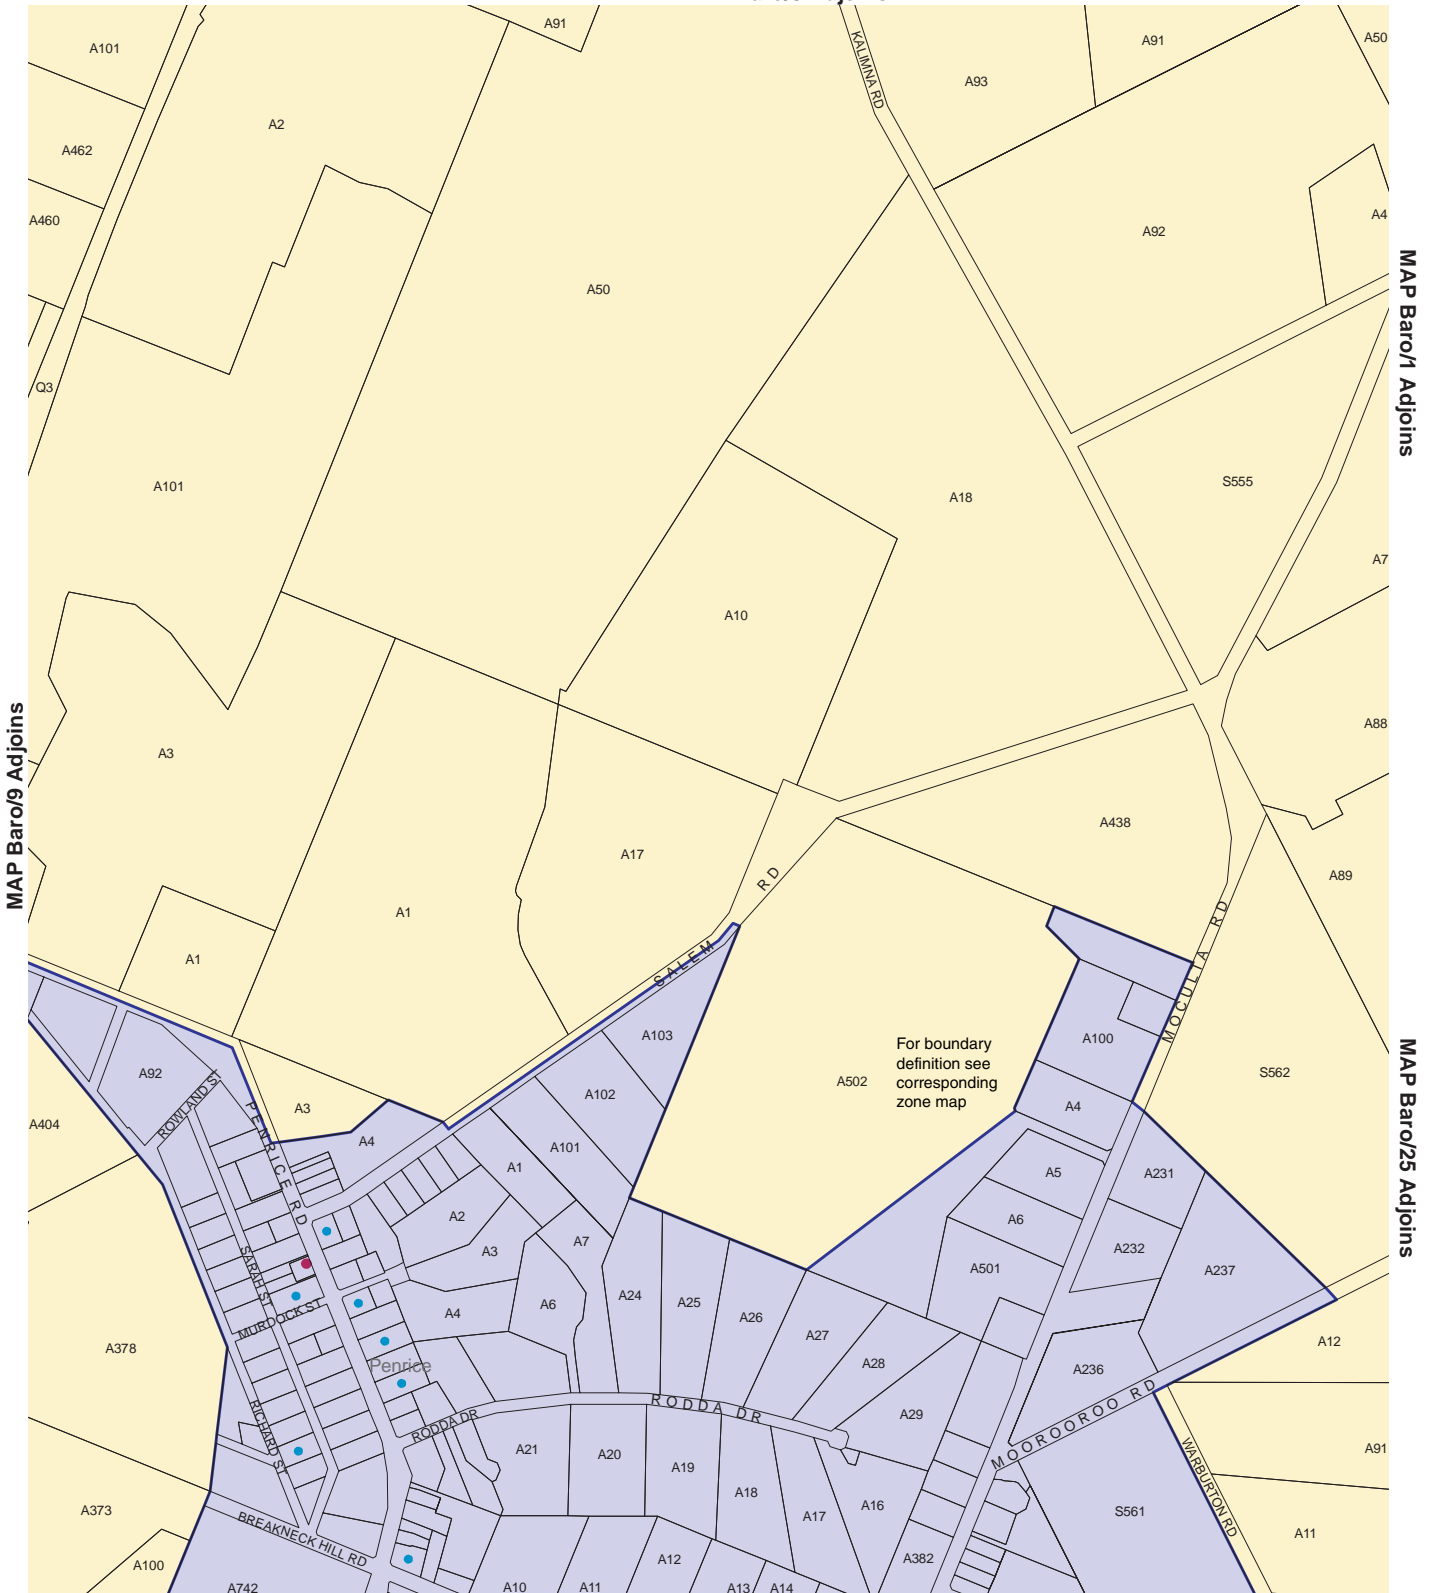 A101
A91
KALIMNA RD
A93
A91
A50
A2
A462
A460
A92
A4
MAP Baro/1 Adjoins
A50
Q3
A101
A18
S555
A7
A10
A88
A3
MAP Baro/9 Adjoins
A438
A17
A89
RD
A1
A1
SALEM
MOCULTA RD
A103
A100
For boundary
definition see
corresponding
zone map
A502
S562
A92
MAP Baro/25 Adjoins
A102
A3
A4
A404
ROWLAND ST
PENRICE RD
A4
A101
A1
A5
A231
A2
A6
A7
A3
A232
A237
A501
SARAH ST
A24
A25
A26
A6
A4
MURDOCK ST
A27
A12
A378
Penrice
A28
A236
RODDA DR
RODDA DR
MOOROOROO RD
A29
RICHARD ST
A21
A20
A19
A91
WARBURTON RD
A18
A17
A16
A373
S561
BREAKNECK HILL RD
A11
A100
A12
A382
A742
A10
A11
A13
A14